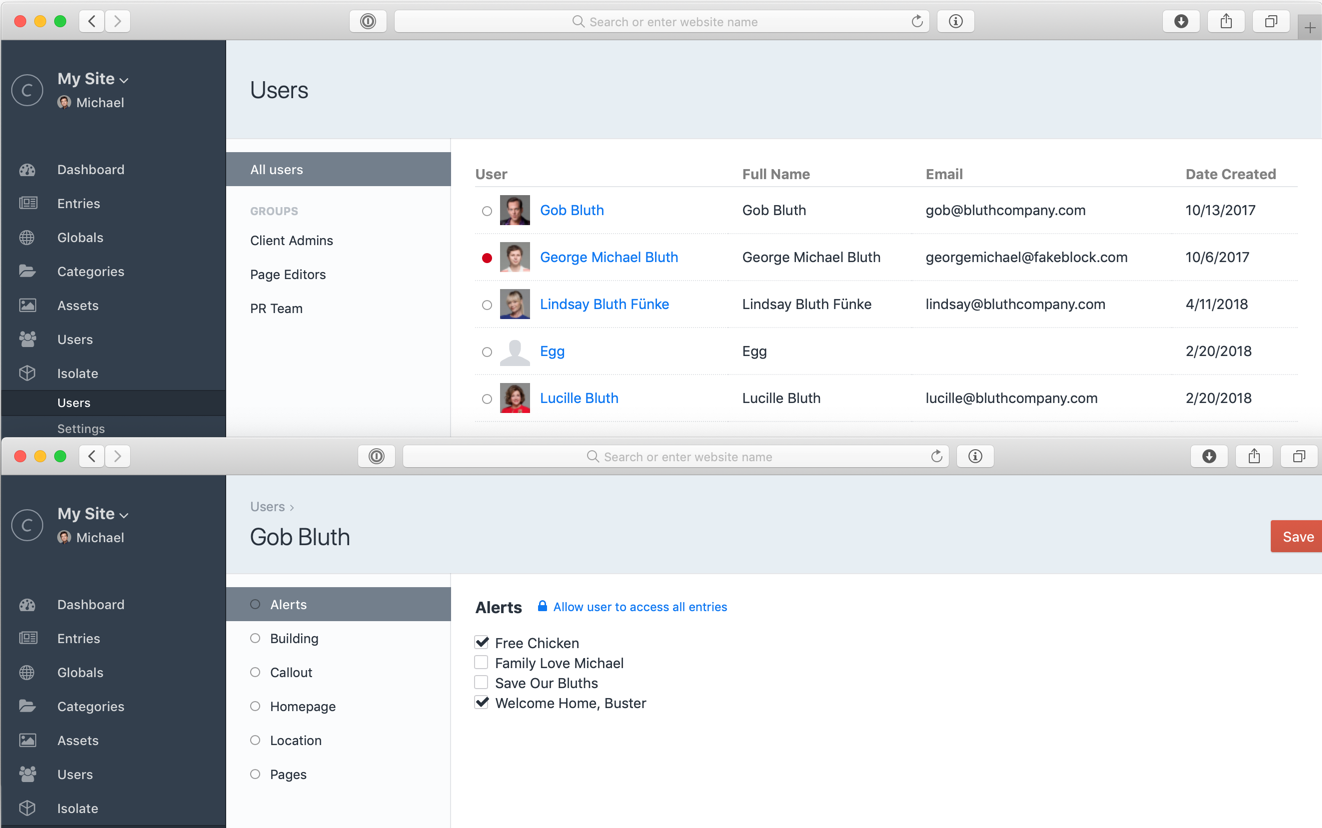 Search or enter website name
My Site
Michael
C
Dashboard
Entries
Globals
Categories
Assets
Users
Isolate
Users
Settings
Users
All users
GROUPS
Client Admins
Page Editors
PR Team
User Full Name Email Date Created
Gob Bluth Gob Bluth gob@bluthcompany.com 10/13/2017
George Michael Bluth George Michael Bluth georgemichael@fakeblock.com 10/6/2017
Lindsay Bluth Fünke Lindsay Bluth Fünke lindsay@bluthcompany.com 4/11/2018
Egg Egg 2/20/2018
Lucille Bluth Lucille Bluth lucille@bluthcompany.com 2/20/2018
Search or enter website name
My Site
Michael
C
Dashboard
Entries
Globals
Categories
Assets
Users
Isolate
Users ›
Gob Bluth
Save
Alerts
Building
Callout
Homepage
Location
Pages
Alerts Allow user to access all entries
Free Chicken
Family Love Michael
Save Our Bluths
Welcome Home, Buster